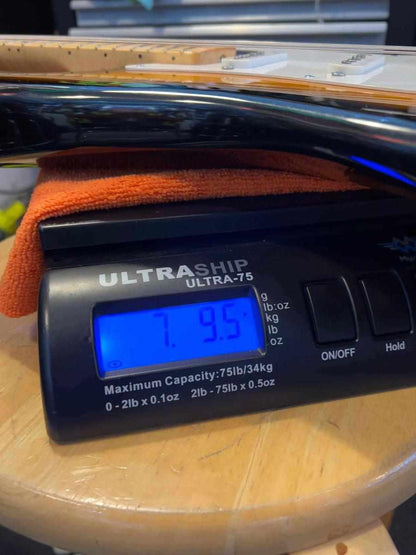 ULTRASHIP
ULTRA-75
7. 9.5
g
lb:oz
kg
lb
oz
ON/OFF
Hold
Maximum Capacity:75lb/34kg
0 - 2lb x 0.1oz 2lb - 75lb x 0.5oz